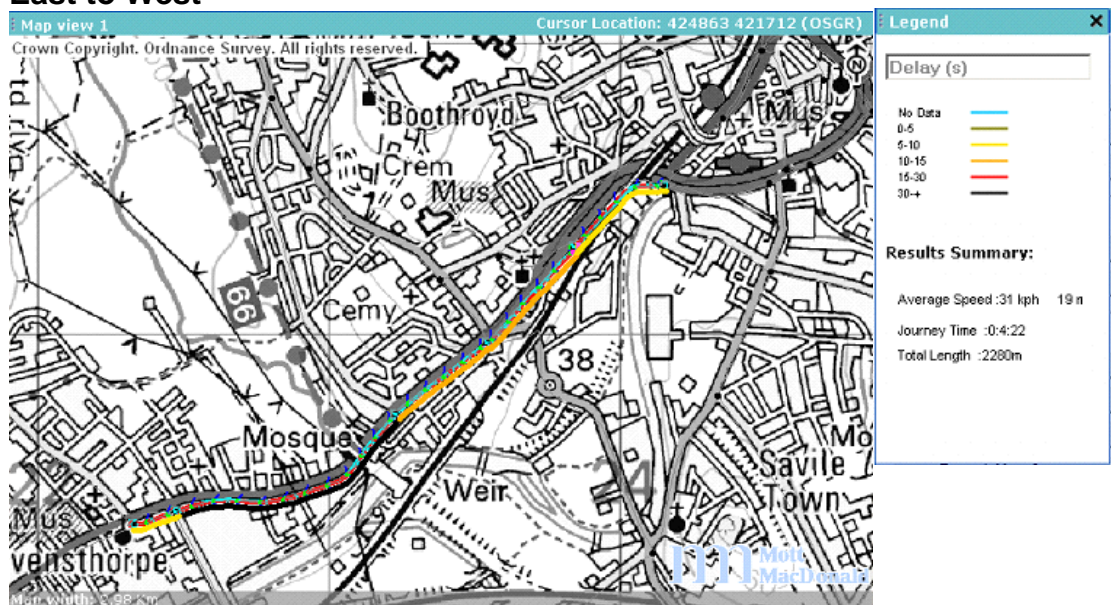 East to West
Map view 1
Cursor Location: 424863 421712 (OSGR)
Legend
Crown Copyright. Ordnance Survey. All rights reserved.
Delay (s)
No Data
0-5
5-10
10-15
15-30
30-+
Results Summary:
Average Speed :31 kph 19 m
Journey Time :0:4:22
Total Length :2280m
Boothroyd
Mus
Crem
Mus
66
Cemy
38
Mosque
Weir
Savile
Town
Mo
Mus
vensthorpe
Mott
MacDonald
Map width: 2.98 Km